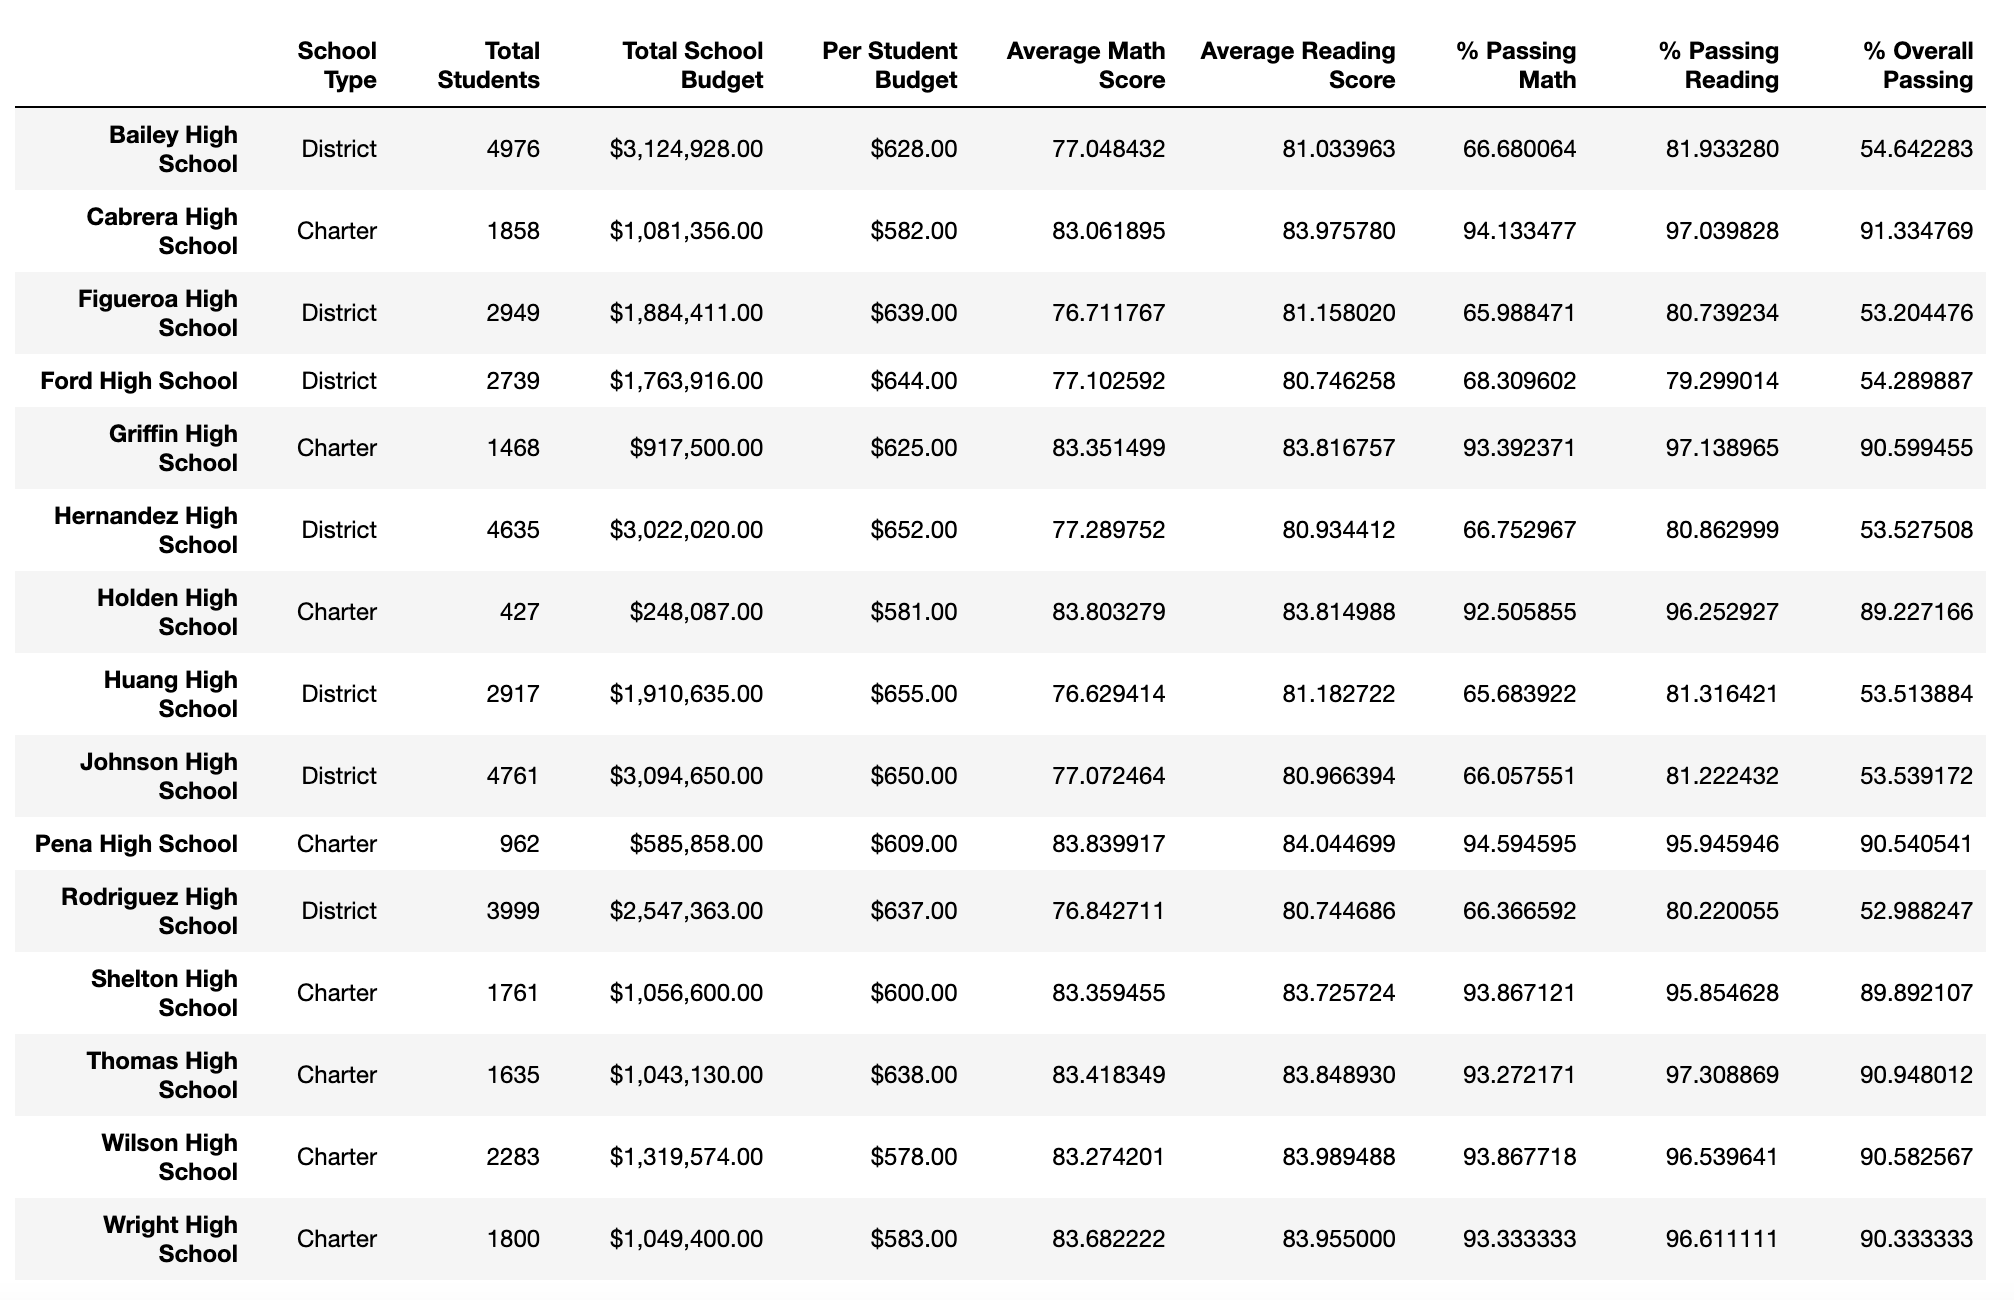 School Type Total Students Total School Budget Per Student Budget Average Math Score Average Reading Score % Passing Math % Passing Reading % Overall Passing
Bailey High School District 4976 $3,124,928.00 $628.00 77.048432 81.033963 66.680064 81.933280 54.642283
Cabrera High School Charter 1858 $1,081,356.00 $582.00 83.061895 83.975780 94.133477 97.039828 91.334769
Figueroa High School District 2949 $1,884,411.00 $639.00 76.711767 81.158020 65.988471 80.739234 53.204476
Ford High School District 2739 $1,763,916.00 $644.00 77.102592 80.746258 68.309602 79.299014 54.289887
Griffin High School Charter 1468 $917,500.00 $625.00 83.351499 83.816757 93.392371 97.138965 90.599455
Hernandez High School District 4635 $3,022,020.00 $652.00 77.289752 80.934412 66.752967 80.862999 53.527508
Holden High School Charter 427 $248,087.00 $581.00 83.803279 83.814988 92.505855 96.252927 89.227166
Huang High School District 2917 $1,910,635.00 $655.00 76.629414 81.182722 65.683922 81.316421 53.513884
Johnson High School District 4761 $3,094,650.00 $650.00 77.072464 80.966394 66.057551 81.222432 53.539172
Pena High School Charter 962 $585,858.00 $609.00 83.839917 84.044699 94.594595 95.945946 90.540541
Rodriguez High School District 3999 $2,547,363.00 $637.00 76.842711 80.744686 66.366592 80.220055 52.988247
Shelton High School Charter 1761 $1,056,600.00 $600.00 83.359455 83.725724 93.867121 95.854628 89.892107
Thomas High School Charter 1635 $1,043,130.00 $638.00 83.418349 83.848930 93.272171 97.308869 90.948012
Wilson High School Charter 2283 $1,319,574.00 $578.00 83.274201 83.989488 93.867718 96.539641 90.582567
Wright High School Charter 1800 $1,049,400.00 $583.00 83.682222 83.955000 93.333333 96.611111 90.333333